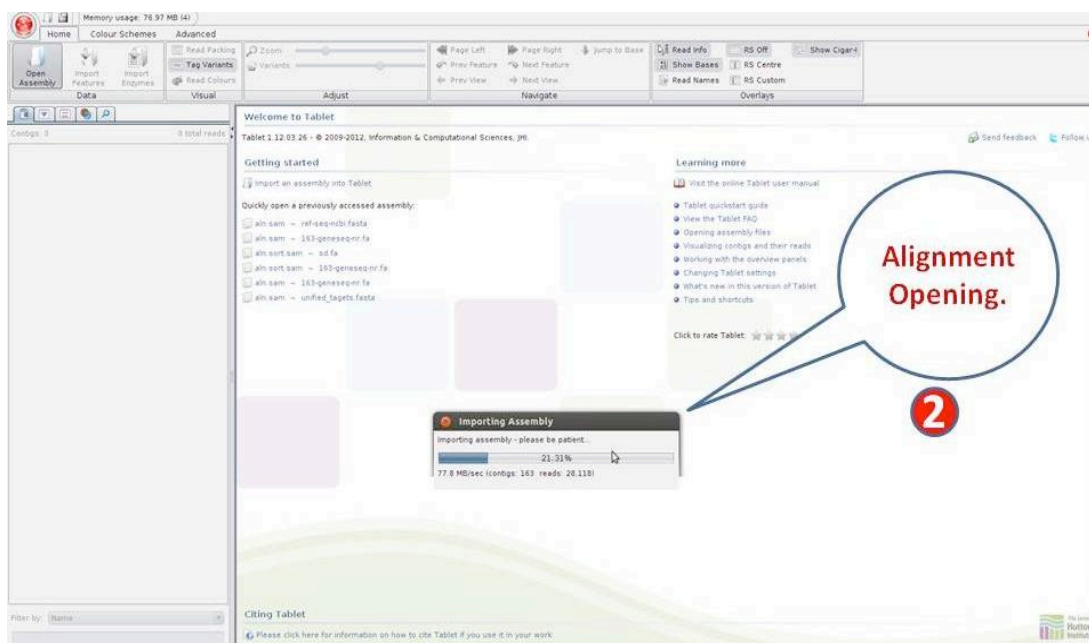 Memory usage: 76.97 MB (4)
Home Colour Schemes Advanced
Open Assembly
Import Features
Import Enzymes
Data
Read Packing
Tag Variants
Read Colours
Visual
Zoom:
Variants:
Adjust
Page Left Page Right Jump to Base
Prev Feature Next Feature
Prev View Next View
Navigate
Read Info RS Off Show Cigar-I
Show Bases RS Centre
Read Names RS Custom
Overlays
Contigs: 0 0 total reads
Welcome to Tablet
Tablet 1.12.03.26 - © 2009-2012, Information & Computational Sciences, JHI.
Send feedback Follow
Getting started
Import an assembly into Tablet
Quickly open a previously accessed assembly:
aln.sam – ref-seq-ncbi.fasta
aln.sam – 163-geneseq-nr.fa
aln.sort.sam – sd.fa
aln.sort.sam – 163-geneseq-nr.fa
aln.sam – 163-geneseq-nr.fa
aln.sam – unified_tagets.fasta
Learning more
Visit the online Tablet user manual
Tablet quickstart guide
View the Tablet FAQ
Opening assembly files
Visualizing contigs and their reads
Working with the overview panels
Changing Tablet settings
What's new in this version of Tablet
Tips and shortcuts
Click to rate Tablet:
Alignment
Opening.
2
Importing Assembly
Importing assembly - please be patient...
21.31%
77.8 MB/sec (contigs: 163 reads: 28,118)
Filter by: Name
Citing Tablet
Please click here for information on how to cite Tablet if you use it in your work